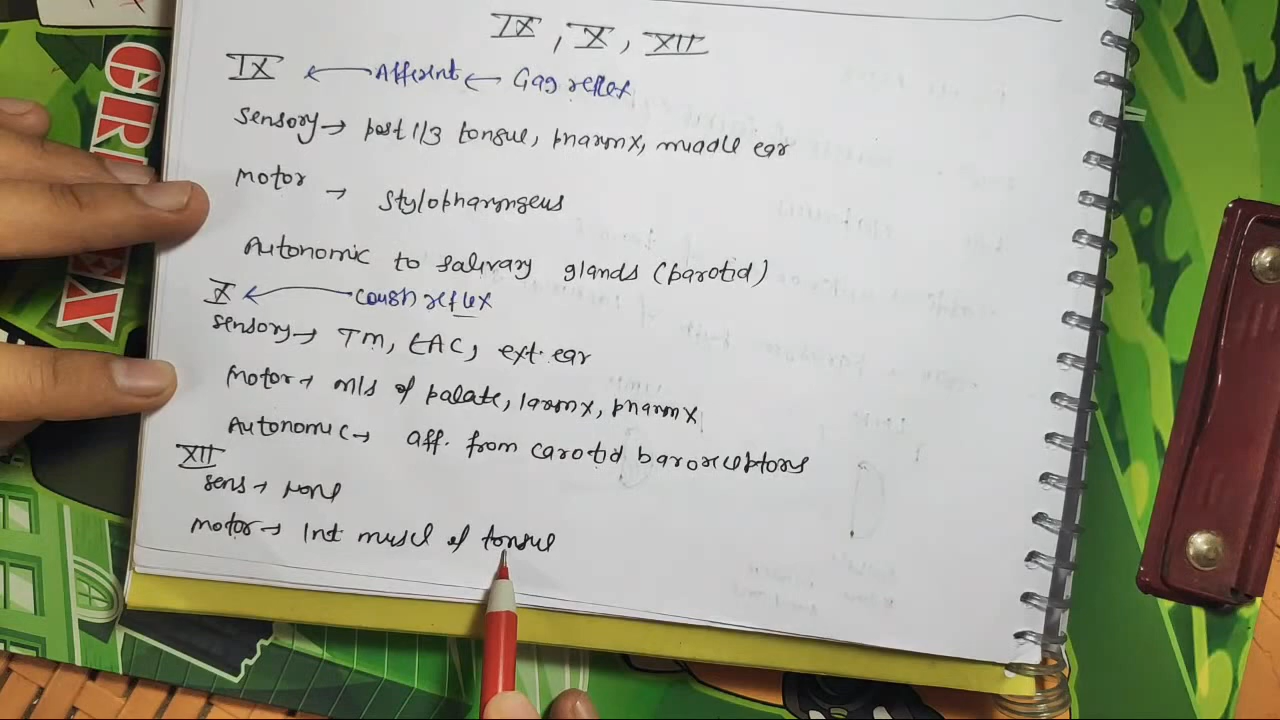 IX, X, XII
IX ← Afferent ← Gag reflex
Sensory → post 1/3 tongue, pharynx, middle ear
Motor → Stylopharyngeus
Autonomic to salivary glands (parotid)
X ← cough reflex
Sensory → TM, EAC, ext. ear
Motor → m/s of palate, larynx, pharynx
Autonomic → aff. from carotid baroreceptors
XII
Sens → None
Motor → Int muscl of tongue